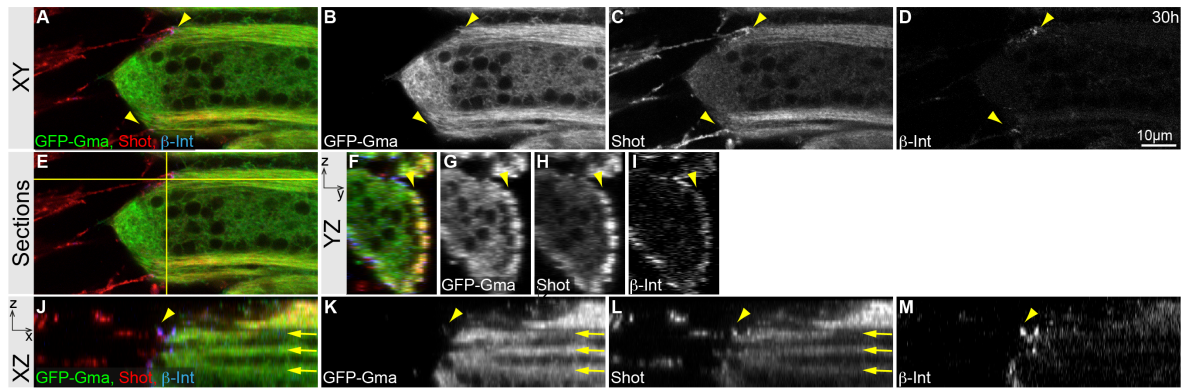 XY
A
GFP-Gma, Shot, β-Int
B
GFP-Gma
C
Shot
D
30h
β-Int
10µm
Sections
E
YZ
z
y
F
G
GFP-Gma
H
Shot
I
β-Int
XZ
z
x
J
GFP-Gma, Shot, β-Int
K
GFP-Gma
L
Shot
M
β-Int